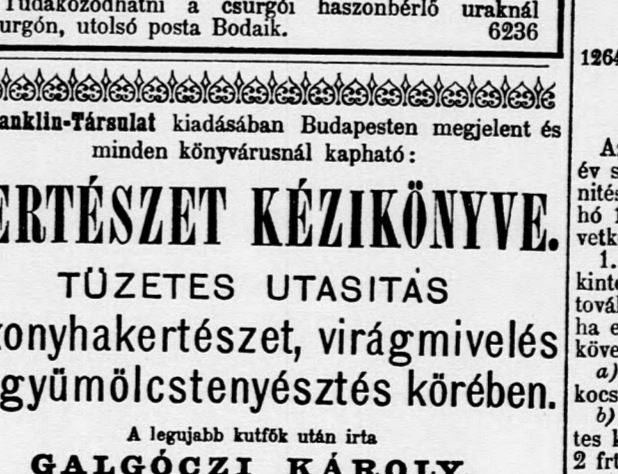 Tudakozódhatni a csurgói haszonbérlő uraknál
urgón, utolsó posta Bodaik. 6236
anklin-Társulat kiadásában Budapesten megjelent és
minden könyvárusnál kapható:
ERTÉSZET KÉZIKÖNYVE.
TÜZETES UTASITÁS
onyhakertészet, virágmivelés
gyümölcstenyésztés körében.
A legujabb kutfők után irta
GALGÓCZI KÁROLY.
1264
A
év s
nités
hó 1
vetk
1.
kint
továl
ha e
köve
a)
kocs
b)
tes k
2 frt